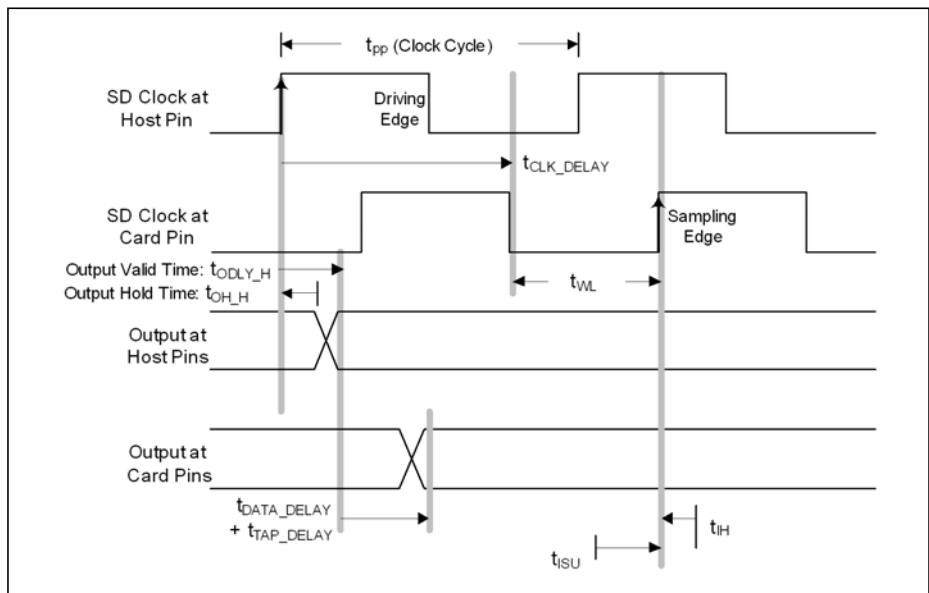 tpp (Clock Cycle)
SD Clock at
Host Pin
Driving
Edge
tCLK_DELAY
SD Clock at
Card Pin
Sampling
Edge
Output Valid Time: tODLY_H
Output Hold Time: tOH_H
tWL
Output at
Host Pins
Output at
Card Pins
tDATA_DELAY
+ tTAP_DELAY
tIH
tISU